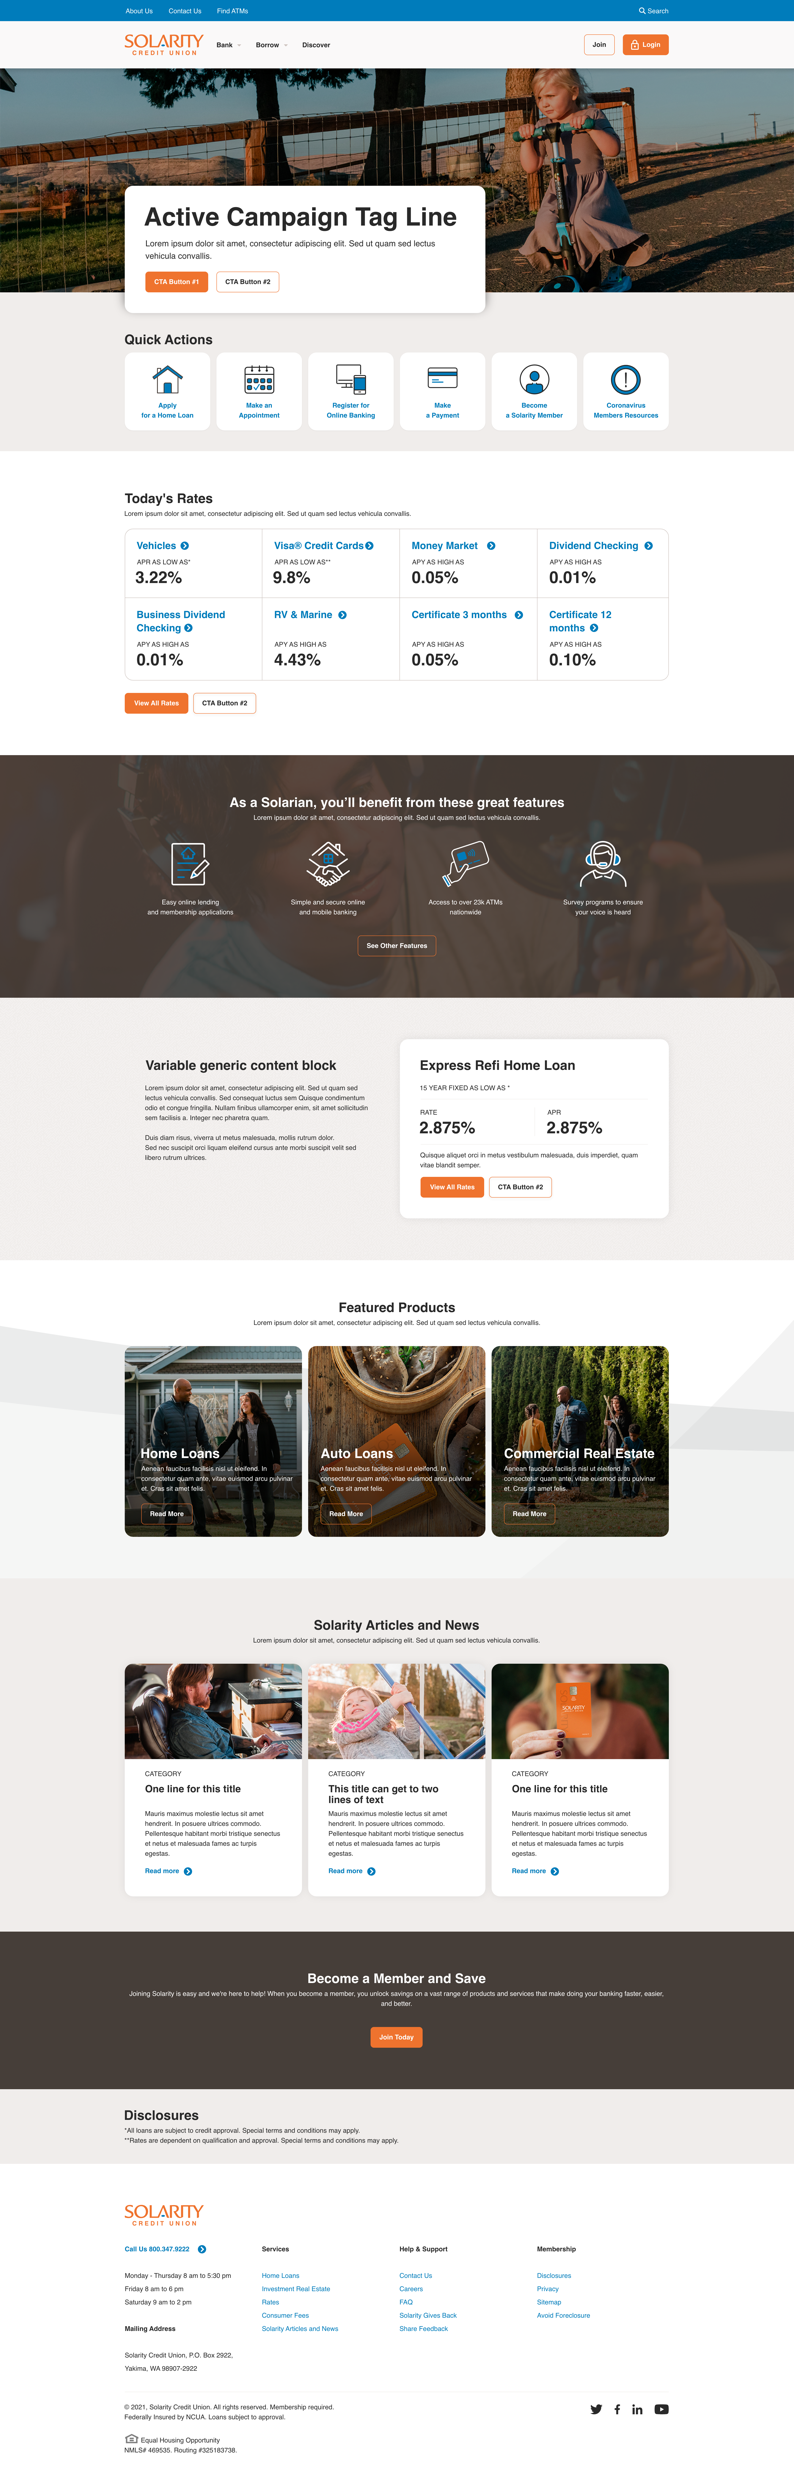 About Us Contact Us Find ATMs Search
SOLARITY
CREDIT UNION
Bank Borrow Discover Join Login
Active Campaign Tag Line
Lorem ipsum dolor sit amet, consectetur adipiscing elit. Sed ut quam sed lectus
vehicula convallis.
CTA Button #1 CTA Button #2
Quick Actions
Apply
for a Home Loan
Make an
Appointment
Register for
Online Banking
Make
a Payment
Become
a Solarity Member
Coronavirus
Members Resources
Today's Rates
Lorem ipsum dolor sit amet, consectetur adipiscing elit. Sed ut quam sed lectus vehicula convallis.
Vehicles
APR AS LOW AS*
3.22%
Visa® Credit Cards
APR AS LOW AS**
9.8%
Money Market
APY AS HIGH AS
0.05%
Dividend Checking
APY AS HIGH AS
0.01%
Business Dividend
Checking
APY AS HIGH AS
0.01%
RV & Marine
APY AS HIGH AS
4.43%
Certificate 3 months
APY AS HIGH AS
0.05%
Certificate 12
months
APY AS HIGH AS
0.10%
View All Rates CTA Button #2
As a Solarian, you'll benefit from these great features
Lorem ipsum dolor sit amet, consectetur adipiscing elit. Sed ut quam sed lectus vehicula convallis.
Easy online lending
and membership applications
Simple and secure online
and mobile banking
Access to over 23k ATMs
nationwide
Survey programs to ensure
your voice is heard
See Other Features
Variable generic content block
Lorem ipsum dolor sit amet, consectetur adipiscing elit. Sed ut quam sed
lectus vehicula convallis. Sed consequat luctus sem Quisque condimentum
odio et congue fringilla. Nullam finibus ullamcorper enim, sit amet sollicitudin
sem facilisis a. Integer nec pharetra quam.
Duis diam risus, viverra ut metus malesuada, mollis rutrum dolor.
Sed nec suscipit orci liquam eleifend cursus ante morbi suscipit velit sed
libero rutrum ultrices.
Express Refi Home Loan
15 YEAR FIXED AS LOW AS *
RATE
2.875%
APR
2.875%
Quisque aliquet orci in metus vestibulum malesuada, duis imperdiet, quam
vitae blandit semper.
View All Rates CTA Button #2
Featured Products
Lorem ipsum dolor sit amet, consectetur adipiscing elit. Sed ut quam sed lectus vehicula convallis.
Home Loans
Aenean faucibus facilisis nisl ut eleifend. In
consectetur quam ante, vitae euismod arcu pulvinar
et. Cras sit amet felis.
Read More
Auto Loans
Aenean faucibus facilisis nisl ut eleifend. In
consectetur quam ante, vitae euismod arcu pulvinar
et. Cras sit amet felis.
Read More
Commercial Real Estate
Aenean faucibus facilisis nisl ut eleifend. In
consectetur quam ante, vitae euismod arcu pulvinar
et. Cras sit amet felis.
Read More
Solarity Articles and News
Lorem ipsum dolor sit amet, consectetur adipiscing elit. Sed ut quam sed lectus vehicula convallis.
CATEGORY
One line for this title
Mauris maximus molestie lectus sit amet
hendrerit. In posuere ultrices commodo.
Pellentesque habitant morbi tristique senectus
et netus et malesuada fames ac turpis
egestas.
Read more
CATEGORY
This title can get to two
lines of text
Mauris maximus molestie lectus sit amet
hendrerit. In posuere ultrices commodo.
Pellentesque habitant morbi tristique senectus
et netus et malesuada fames ac turpis
egestas.
Read more
SOLARITY
CATEGORY
One line for this title
Mauris maximus molestie lectus sit amet
hendrerit. In posuere ultrices commodo.
Pellentesque habitant morbi tristique senectus
et netus et malesuada fames ac turpis
egestas.
Read more
Become a Member and Save
Joining Solarity is easy and we're here to help! When you become a member, you unlock savings on a vast range of products and services that make doing your banking faster, easier,
and better.
Join Today
Disclosures
*All loans are subject to credit approval. Special terms and conditions may apply.
**Rates are dependent on qualification and approval. Special terms and conditions may apply.
SOLARITY
CREDIT UNION
Call Us 800.347.9222
Monday - Thursday 8 am to 5:30 pm
Friday 8 am to 6 pm
Saturday 9 am to 2 pm
Mailing Address
Solarity Credit Union, P.O. Box 2922,
Yakima, WA 98907-2922
Services
Home Loans
Investment Real Estate
Rates
Consumer Fees
Solarity Articles and News
Help & Support
Contact Us
Careers
FAQ
Solarity Gives Back
Share Feedback
Membership
Disclosures
Privacy
Sitemap
Avoid Foreclosure
© 2021, Solarity Credit Union. All rights reserved. Membership required.
Federally Insured by NCUA. Loans subject to approval.
Equal Housing Opportunity
NMLS# 469535. Routing #325183738.